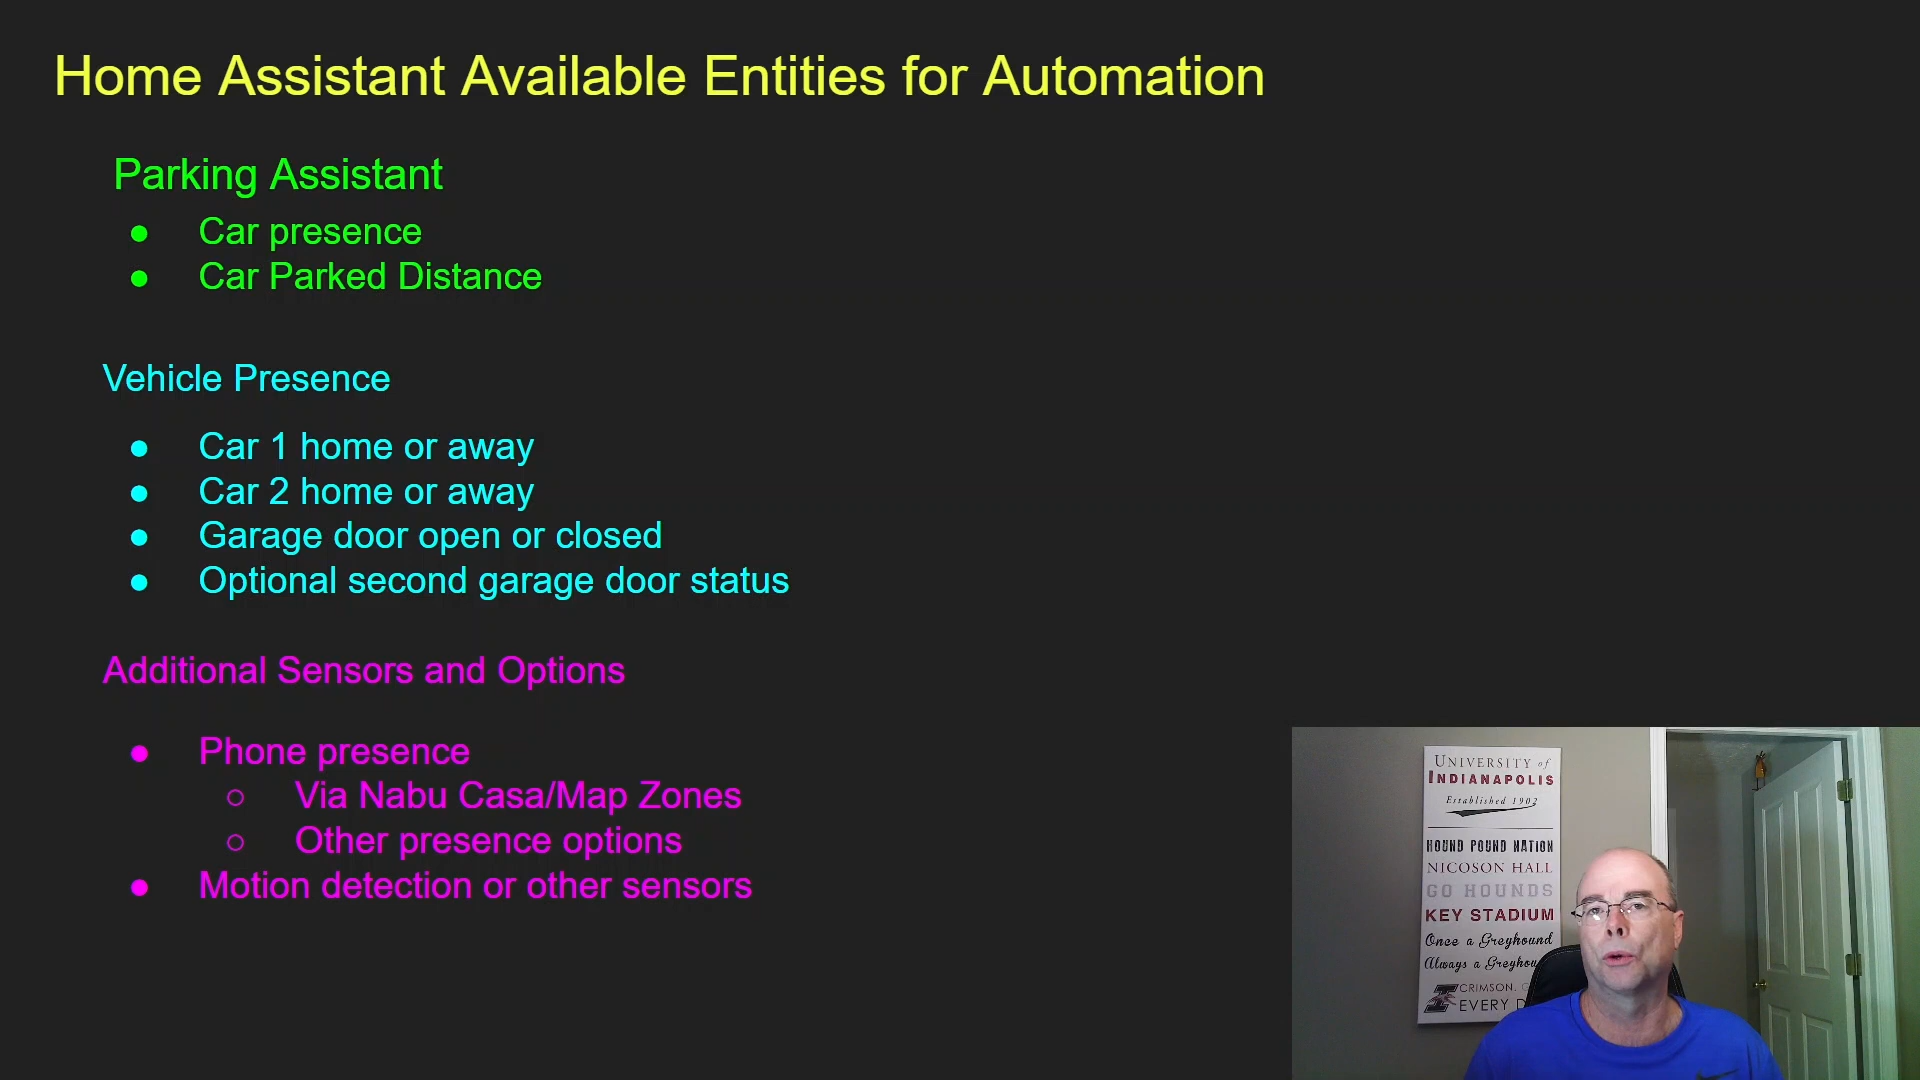 Home Assistant Available Entities for Automation
Parking Assistant
● Car presence
● Car Parked Distance
Vehicle Presence
● Car 1 home or away
● Car 2 home or away
● Garage door open or closed
● Optional second garage door status
Additional Sensors and Options
● Phone presence
○ Via Nabu Casa/Map Zones
○ Other presence options
● Motion detection or other sensors
UNIVERSITY of
INDIANAPOLIS
Established 1902
HOUND POUND NATION
NICOSON HALL
GO HOUNDS
KEY STADIUM
Once a Greyhound
Always a
CRIMSON.
EVERY